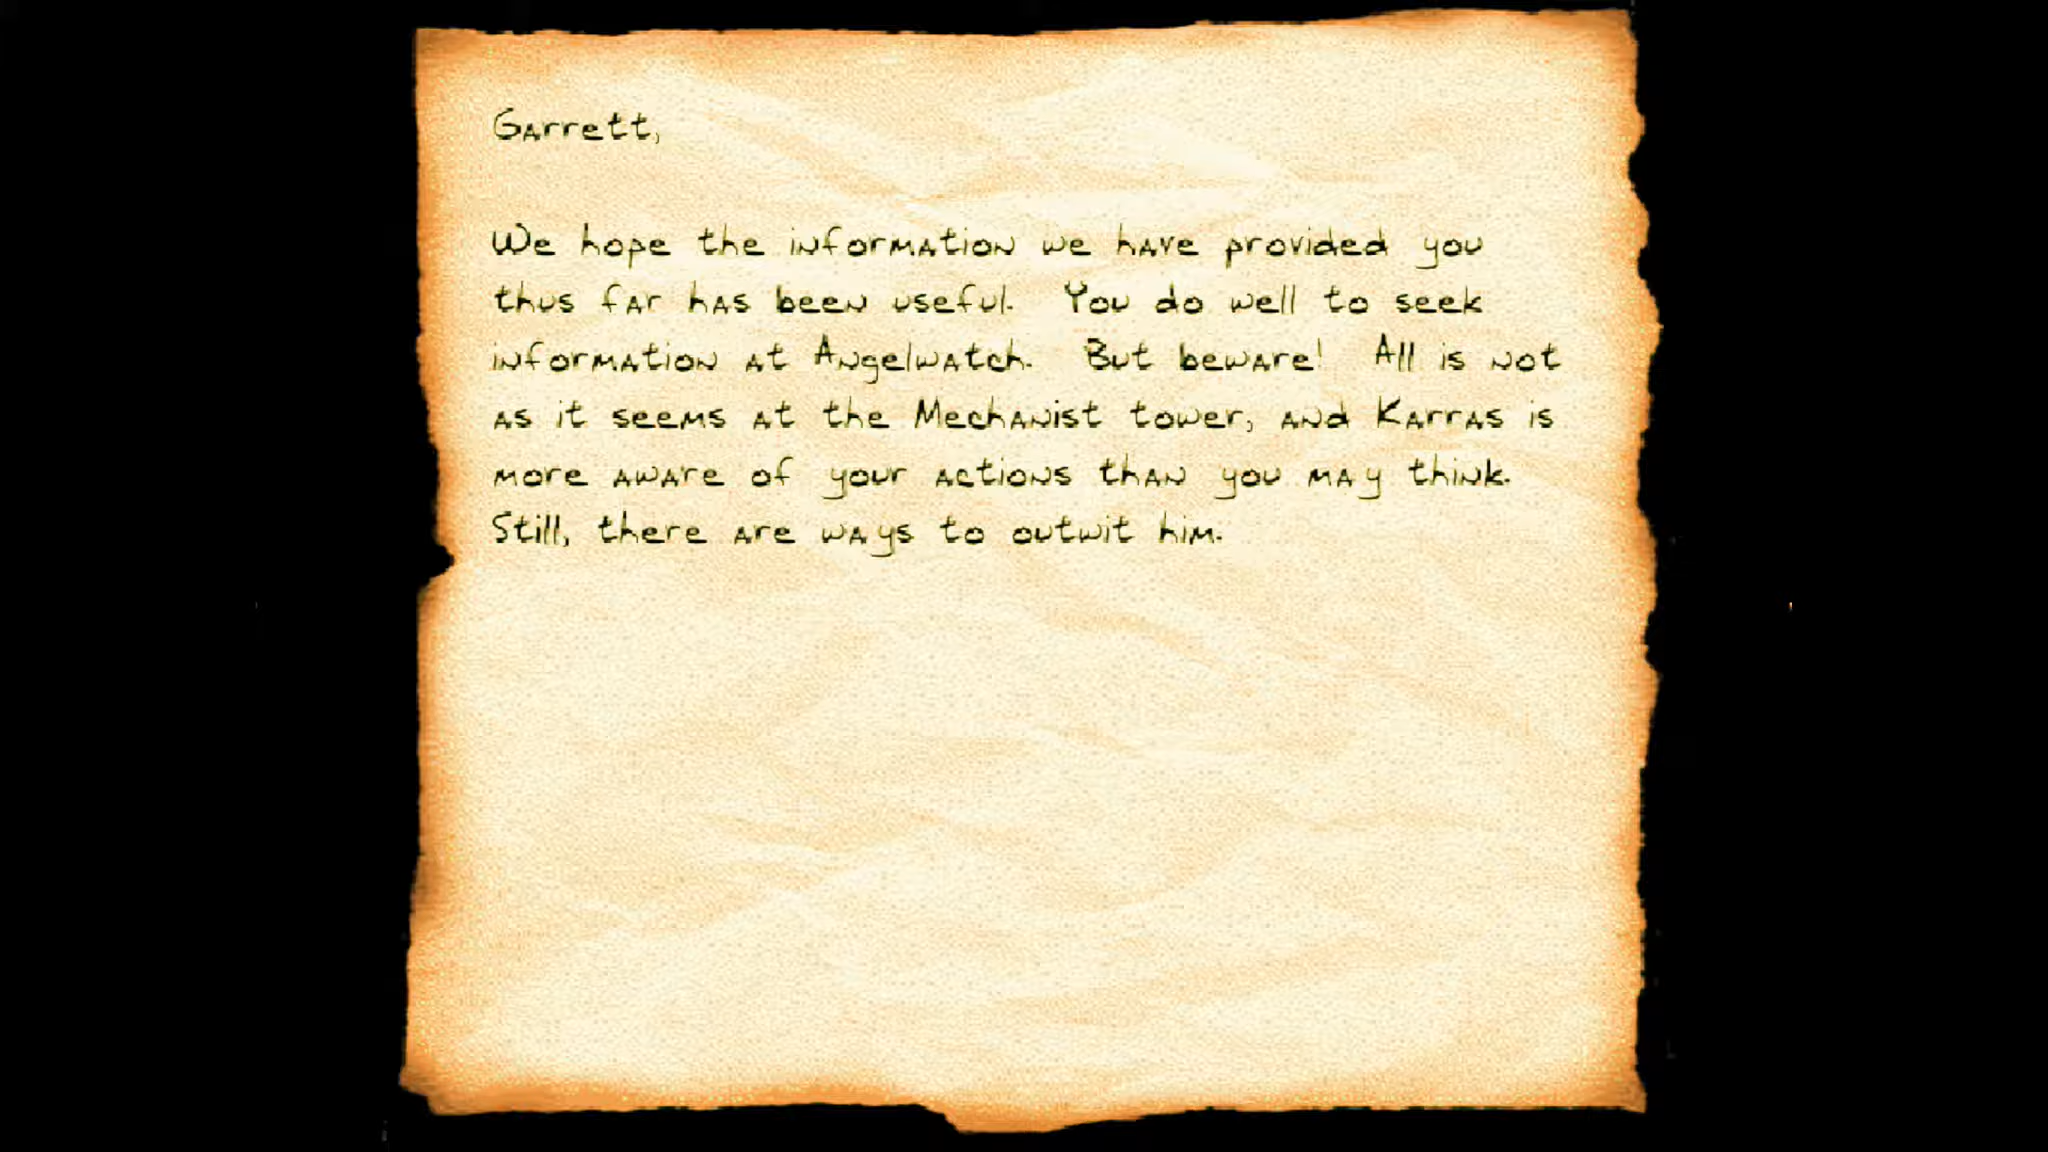 Garrett,
We hope the information we have provided you
thus far has been useful. You do well to seek
information at Angelwatch. But beware! All is not
as it seems at the Mechanist tower, and Karras is
more aware of your actions than you may think.
Still, there are ways to outwit him.